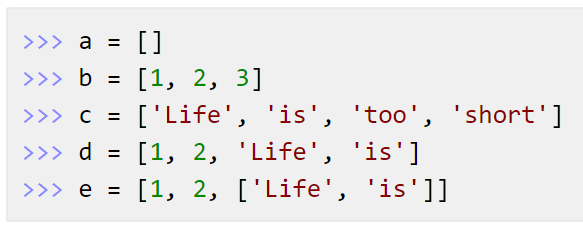 >>> a = []
>>> b = [1, 2, 3]
>>> c = ['Life', 'is', 'too', 'short']
>>> d = [1, 2, 'Life', 'is']
>>> e = [1, 2, ['Life', 'is']]